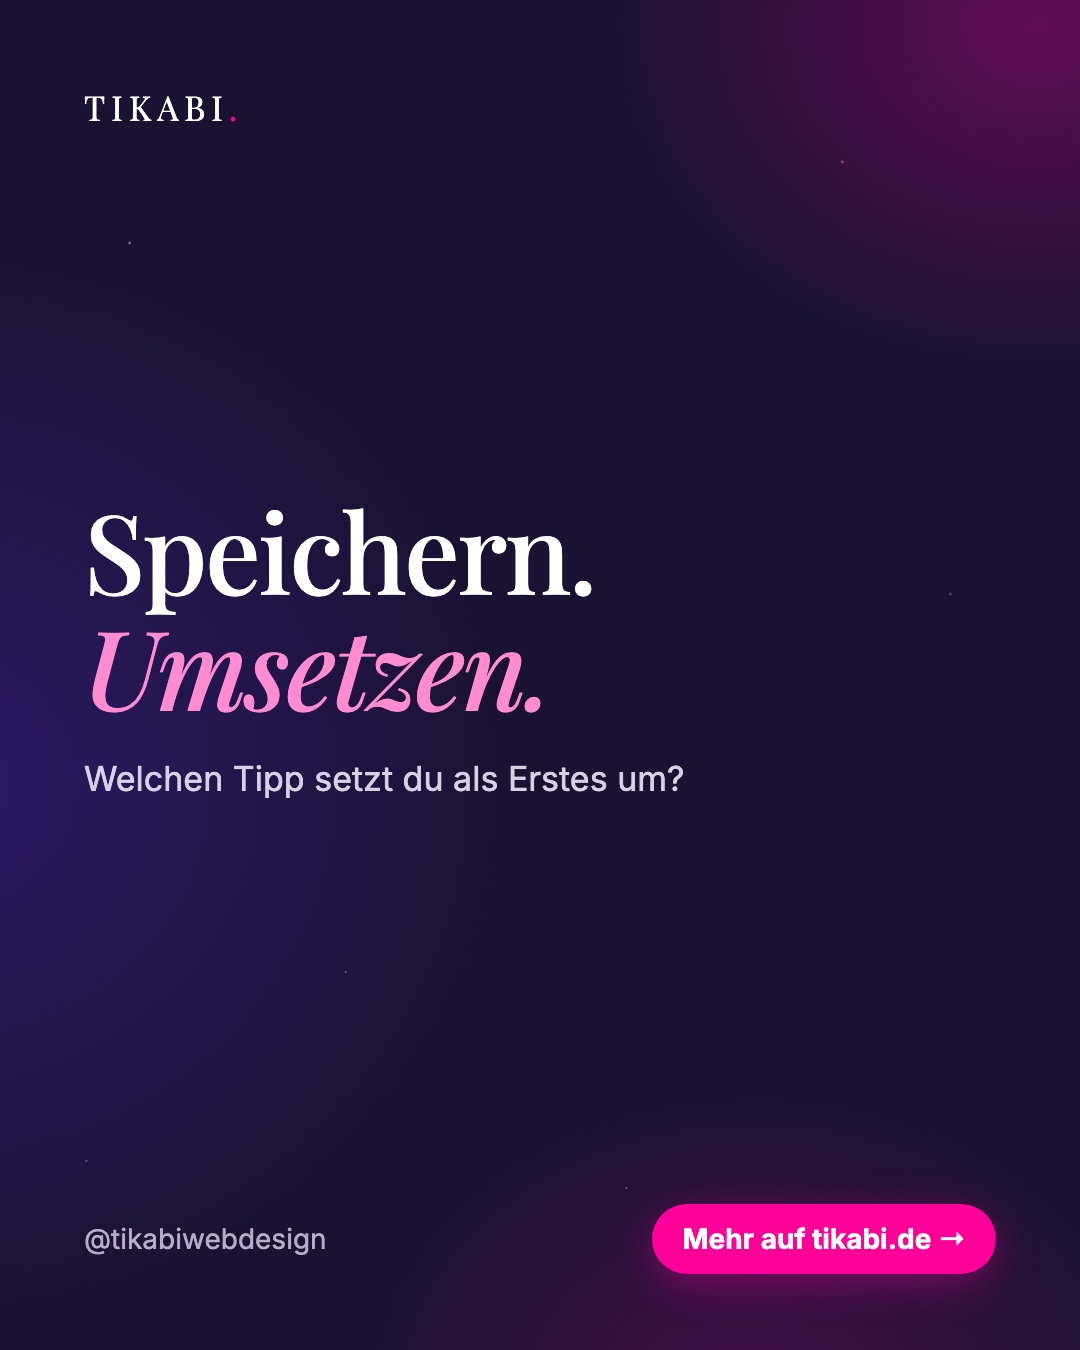 TIKABI.
Speichern.
Umsetzen.
Welchen Tipp setzt du als Erstes um?
@tikabiwebdesign
Mehr auf tikabi.de →